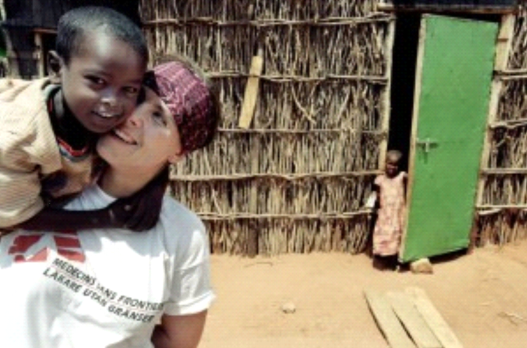 MEDECINS SANS FRONTIERES
LÄKARE UTAN GRÄNSER